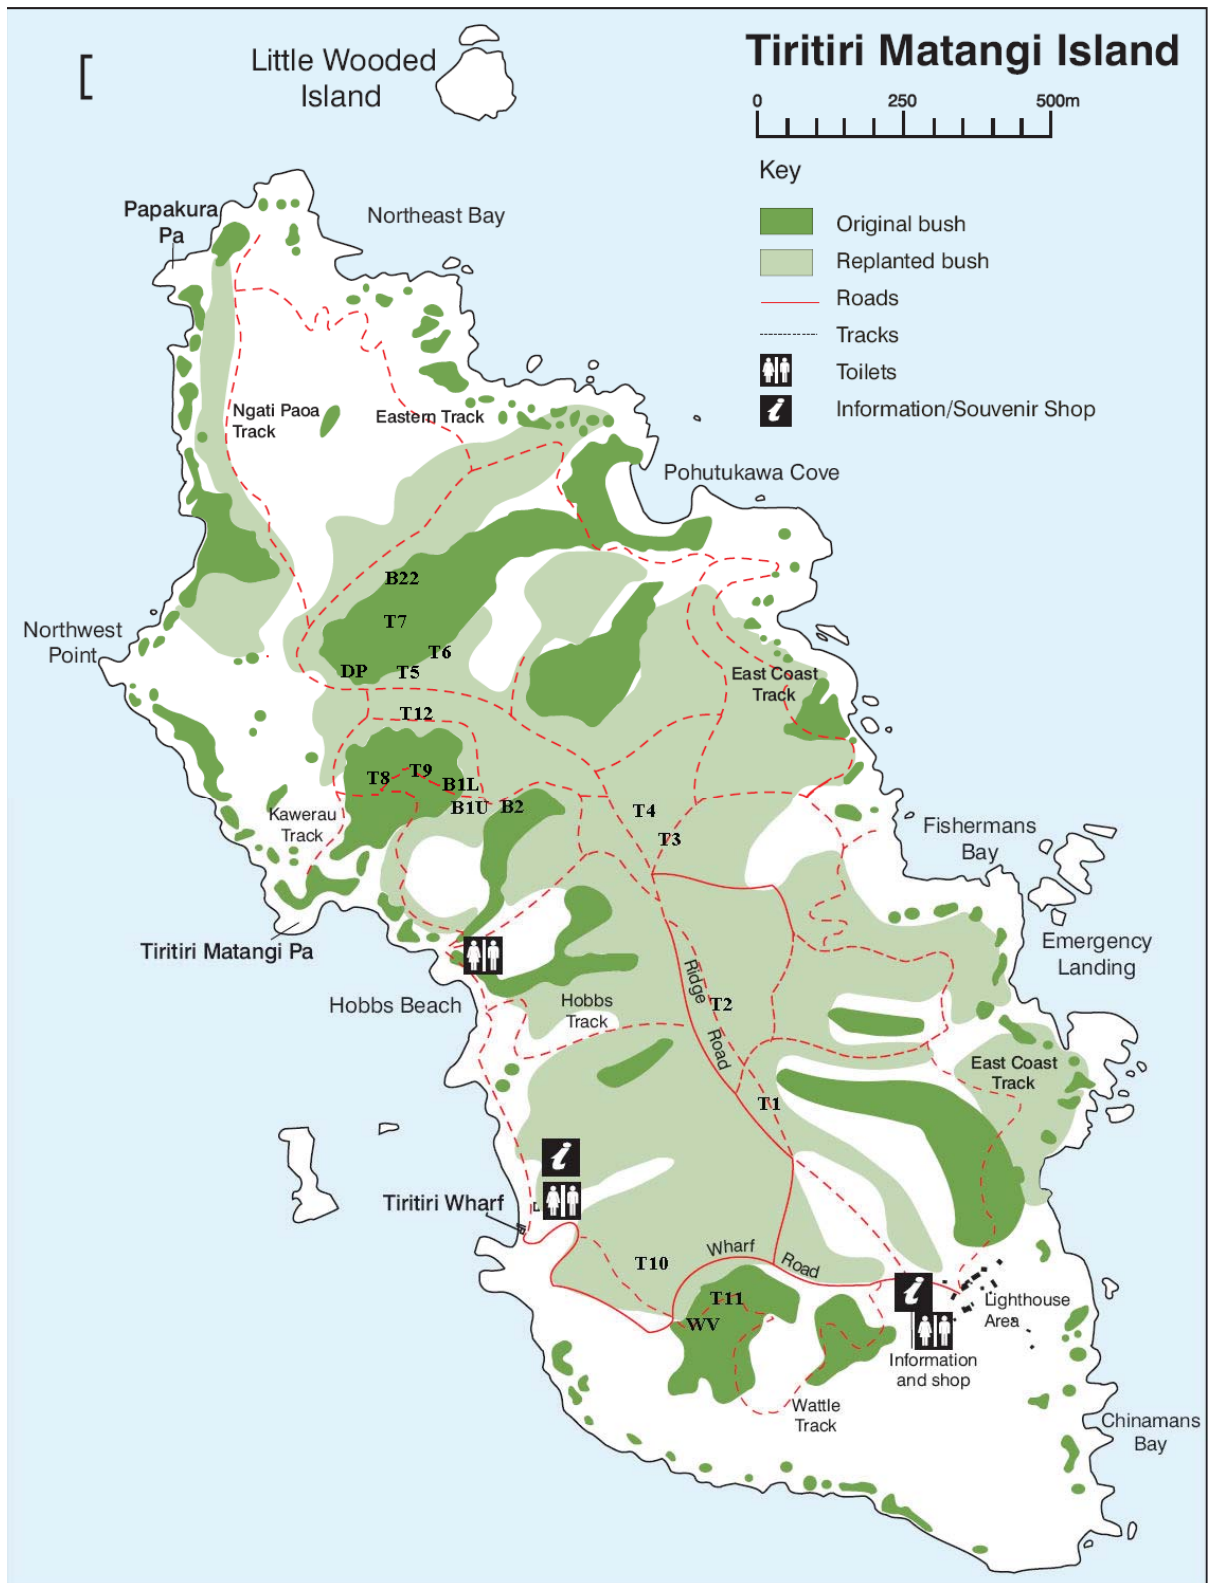 Tiritiri Matangi Island
Little Wooded
Island
[
0 250 500m
Key
Original bush
Replanted bush
Roads
Tracks
Toilets
i Information/Souvenir Shop
Papakura
Pa
Northeast Bay
Ngati Paoa
Track
Eastern Track
Pohutukawa Cove
B22
T7
T6
DP
T5
Northwest
Point
East Coast
Track
T12
T8
T9
B1L
B1U
B2
T4
T3
Kawerau
Track
Fishermans
Bay
Tiritiri Matangi Pa
Emergency
Landing
Hobbs Beach
Hobbs
Track
Ridge
Road
T2
East Coast
Track
T1
i
Tiritiri Wharf
T10
Wharf
Road
T11
WV
i
Lighthouse
Area
Information
and shop
Wattle
Track
Chinamans
Bay